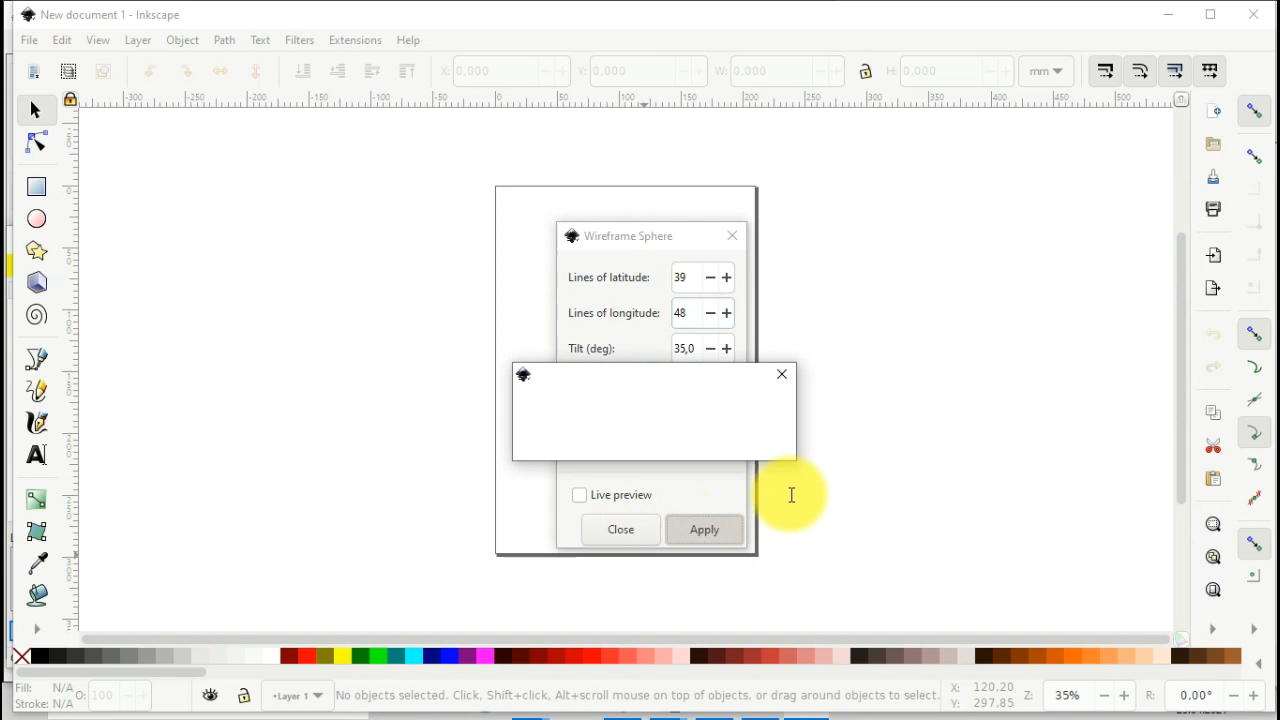 New document 1 - Inkscape
File Edit View Layer Object Path Text Filters Extensions Help
X: 0,000 Y: 0,000 W: 0,000 H: 0,000 mm
-300 -250 -200 -150 -100 -50 0 50 100 150 200 250 300 350 400 450 500
Wireframe Sphere
Lines of latitude: 39
Lines of longitude: 48
Tilt (deg): 35,0
Live preview
Close Apply
Fill: N/A O: 100
Stroke: N/A
Layer 1
No objects selected. Click, Shift+click, Alt+scroll mouse on top of objects, or drag around objects to select.
X: 120,20
Y: 297,85
Z: 35% R: 0,00°